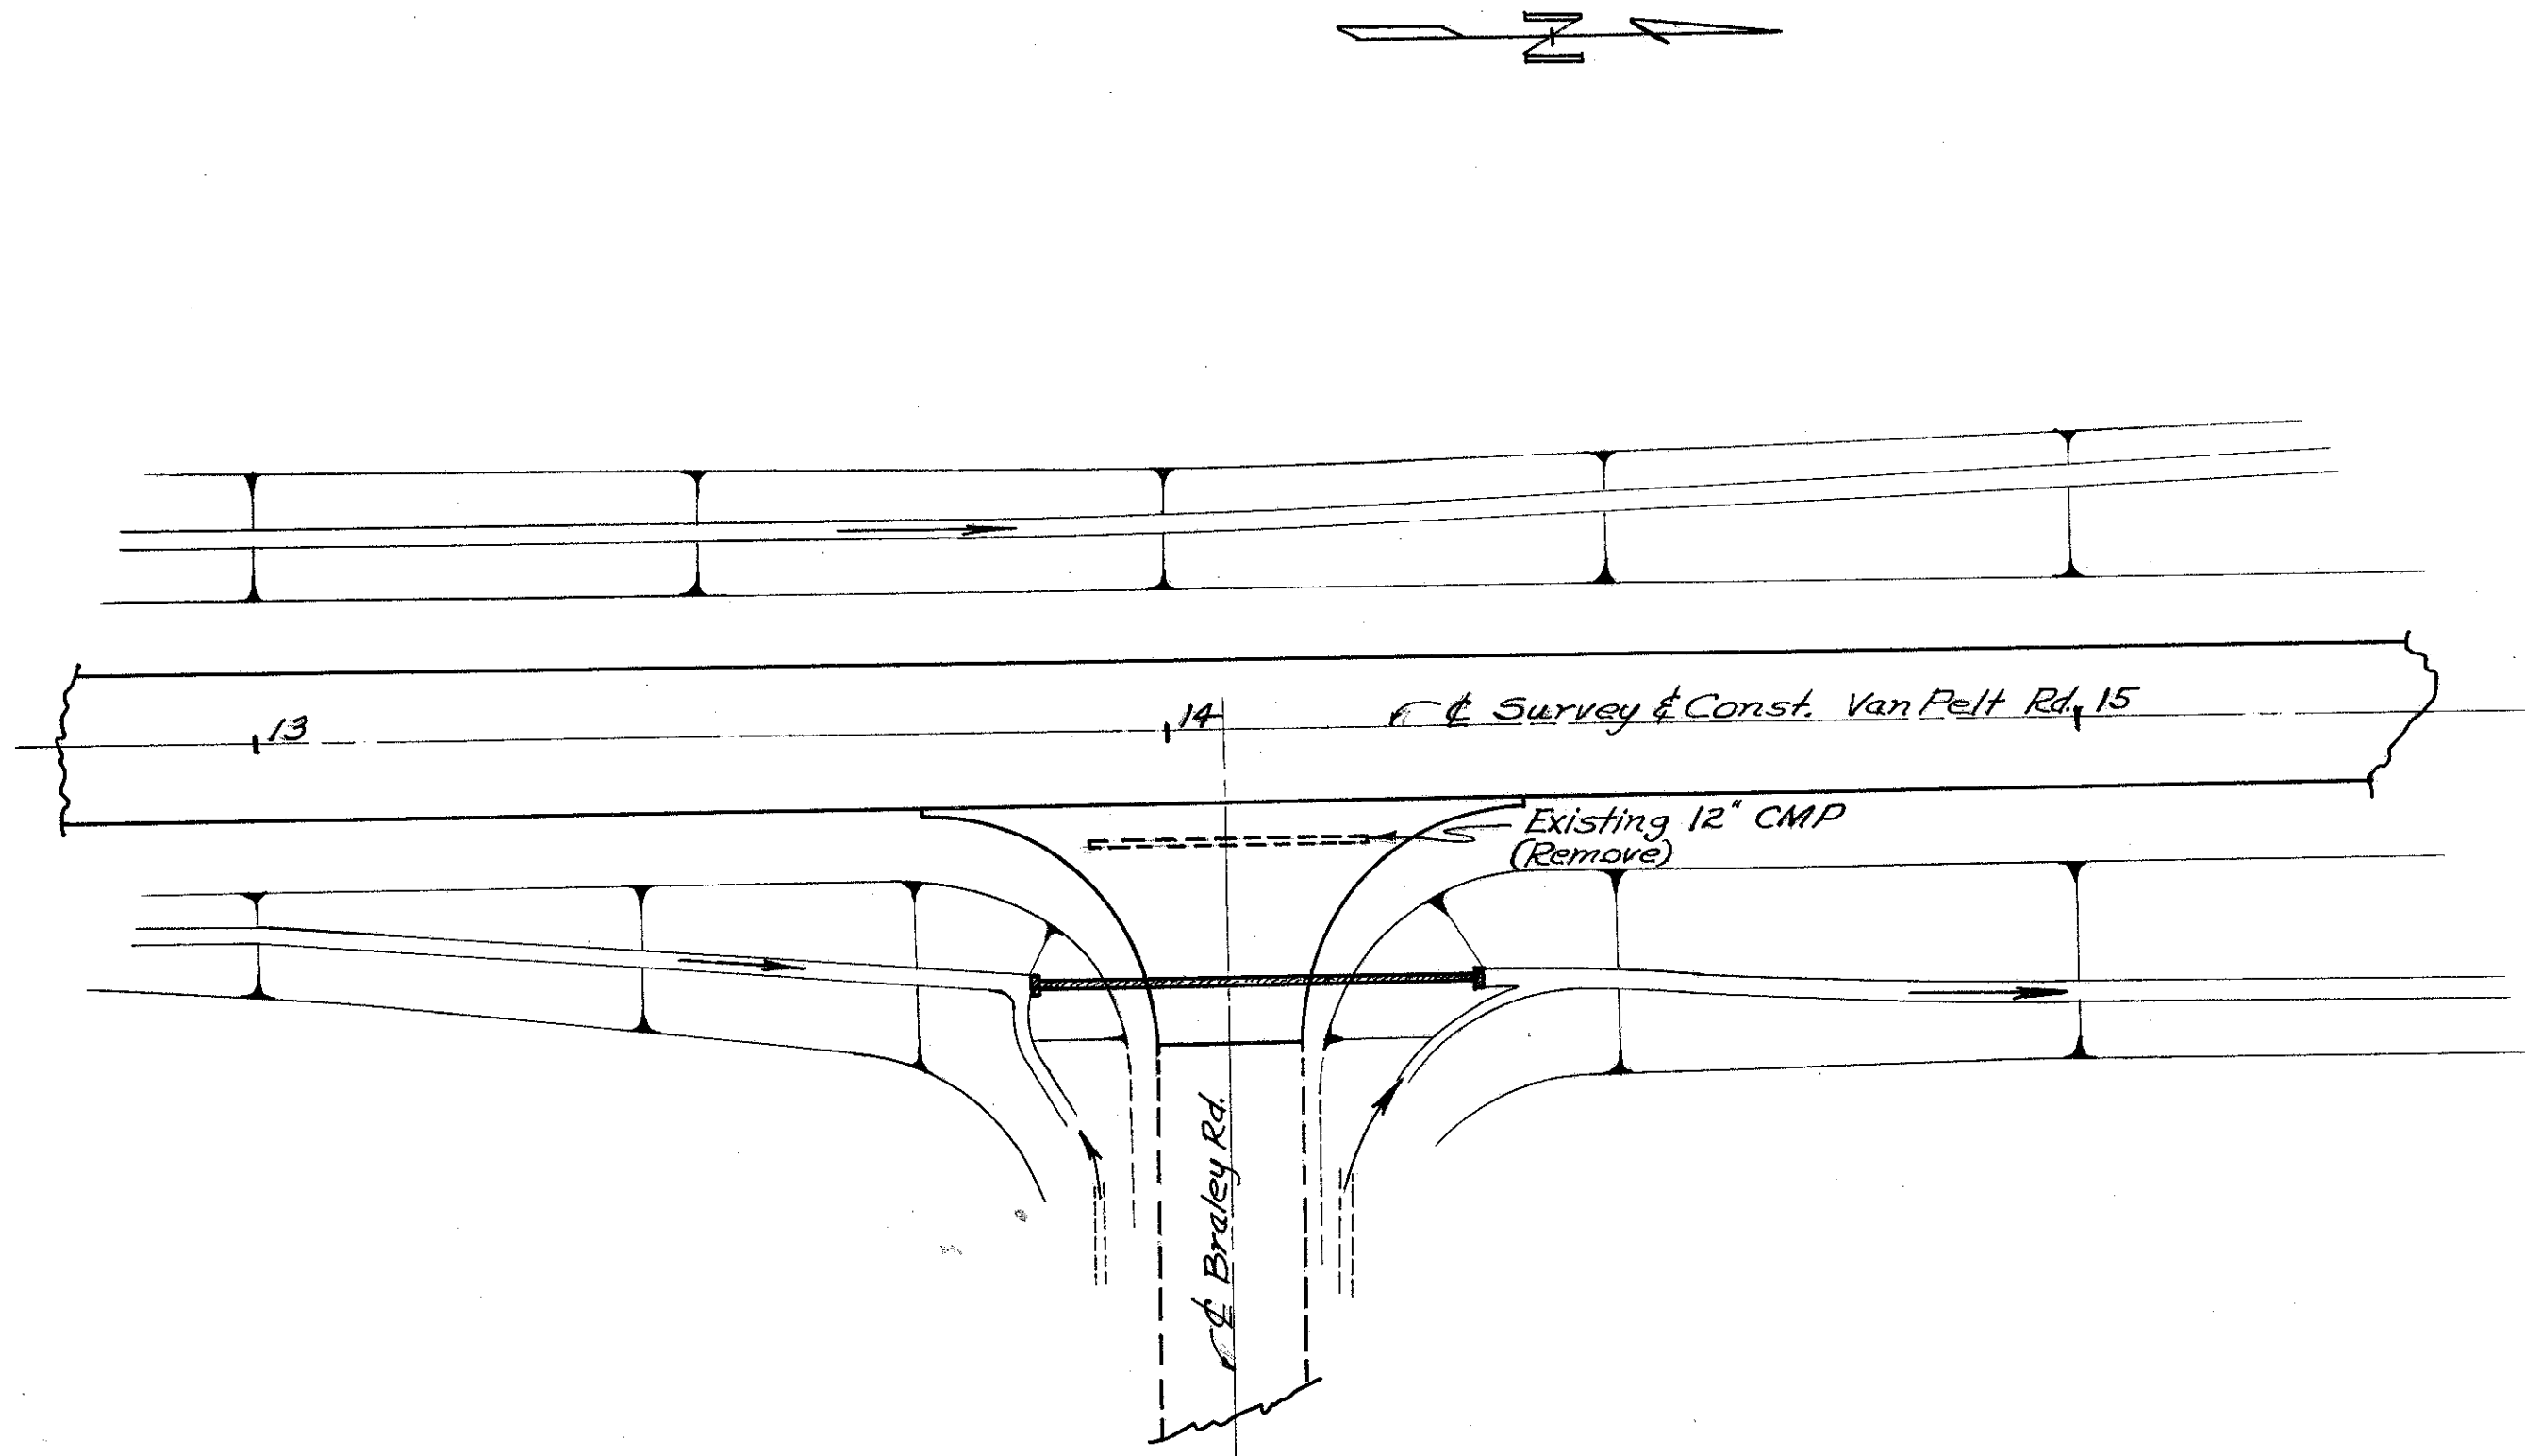 N
13
14
℄ Survey & Const. Van Pelt Rd. 15
Existing 12" CMP
(Remove)
℄ Braley Rd.